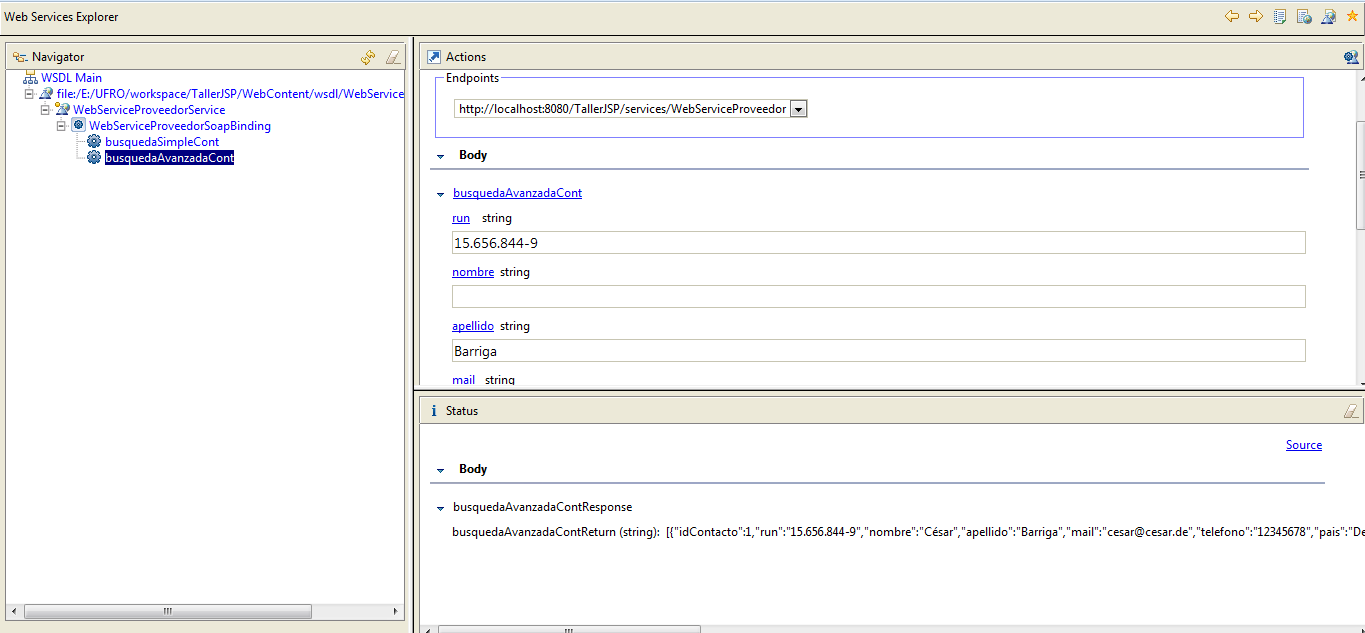 Web Services Explorer
Navigator
WSDL Main
file:/E:/UFRO/workspace/TallerJSP/WebContent/wsdl/WebService
WebServiceProveedorService
WebServiceProveedorSoapBinding
busquedaSimpleCont
busquedaAvanzadaCont
Actions
Endpoints
http://localhost:8080/TallerJSP/services/WebServiceProveedor
Body
busquedaAvanzadaCont
run string
15.656.844-9
nombre string
apellido string
Barriga
mail string
Status
Source
Body
busquedaAvanzadaContResponse
busquedaAvanzadaContReturn (string): [{"idContacto":1,"run":"15.656.844-9","nombre":"César","apellido":"Barriga","mail":"cesar@cesar.de","telefono":"12345678","pais":"De